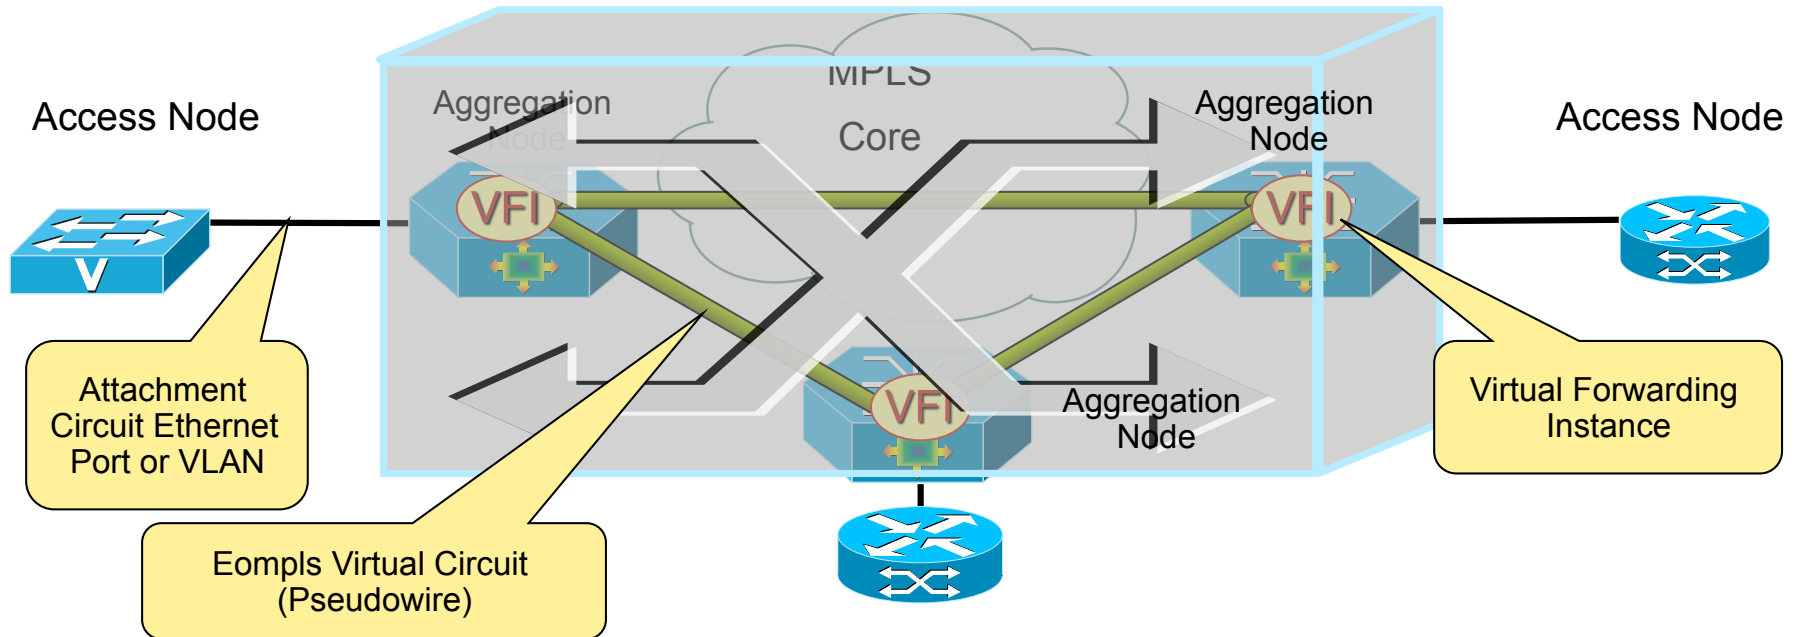 MPLS
Core
Aggregation
Node
Aggregation
Node
Access Node
Access Node
VFI
VFI
V
VFI
Aggregation
Node
Attachment
Circuit Ethernet
Port or VLAN
Virtual Forwarding
Instance
Eompls Virtual Circuit
(Pseudowire)